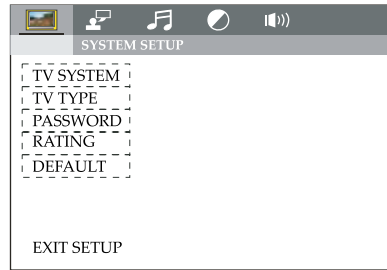 SYSTEM SETUP
TV SYSTEM
TV TYPE
PASSWORD
RATING
DEFAULT
EXIT SETUP